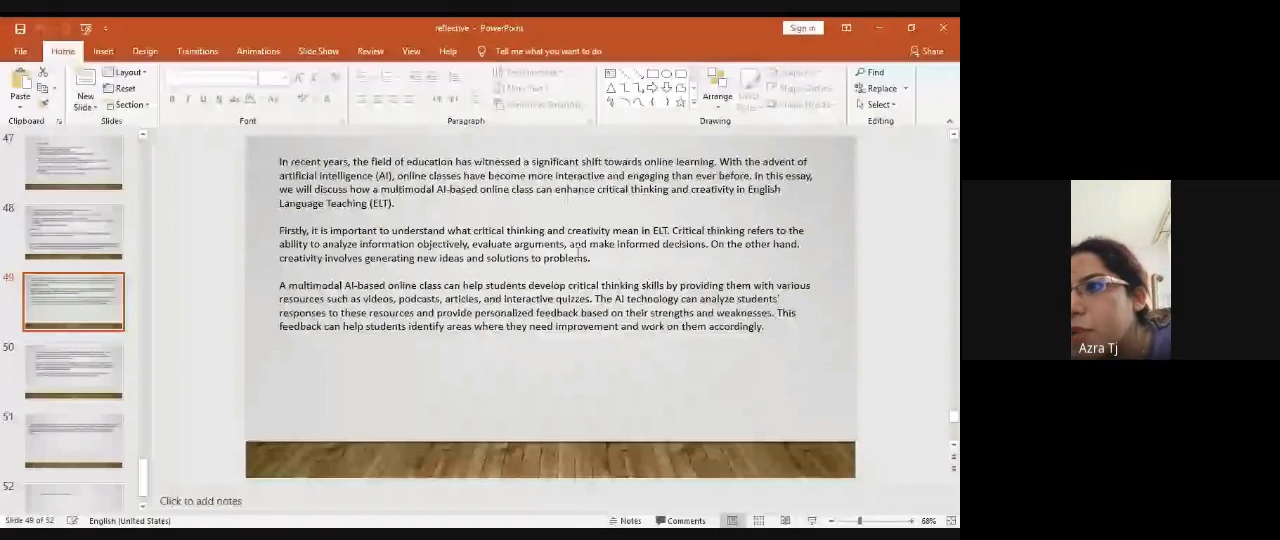 reflective - PowerPoint
Sign in
File Home Insert Design Transitions Animations Slide Show Review View Help Tell me what you want to do Share
Paste
New Slide
Layout
Reset
Section
Arrange
Find
Replace
Select
Clipboard Slides Font Paragraph Drawing Editing
47
48
49
50
51
52
In recent years, the field of education has witnessed a significant shift towards online learning. With the advent of
artificial intelligence (AI), online classes have become more interactive and engaging than ever before. In this essay,
we will discuss how a multimodal AI-based online class can enhance critical thinking and creativity in English
Language Teaching (ELT).
Firstly, it is important to understand what critical thinking and creativity mean in ELT. Critical thinking refers to the
ability to analyze information objectively, evaluate arguments, and make informed decisions. On the other hand,
creativity involves generating new ideas and solutions to problems.
A multimodal AI-based online class can help students develop critical thinking skills by providing them with various
resources such as videos, podcasts, articles, and interactive quizzes. The AI technology can analyze students'
responses to these resources and provide personalized feedback based on their strengths and weaknesses. This
feedback can help students identify areas where they need improvement and work on them accordingly.
Click to add notes
Slide 49 of 52 English (United States) Notes Comments 68%
Azra Tj